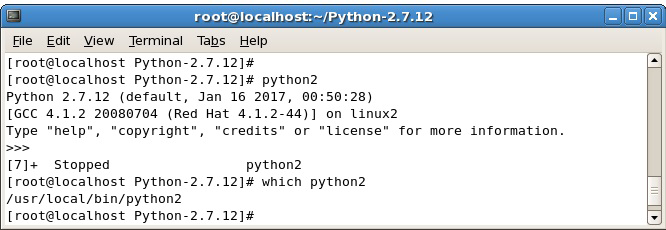 root@localhost:~/Python-2.7.12
File Edit View Terminal Tabs Help
[root@localhost Python-2.7.12]#
[root@localhost Python-2.7.12]# python2
Python 2.7.12 (default, Jan 16 2017, 00:50:28)
[GCC 4.1.2 20080704 (Red Hat 4.1.2-44)] on linux2
Type "help", "copyright", "credits" or "license" for more information.
>>>
[7]+  Stopped                 python2
[root@localhost Python-2.7.12]# which python2
/usr/local/bin/python2
[root@localhost Python-2.7.12]#